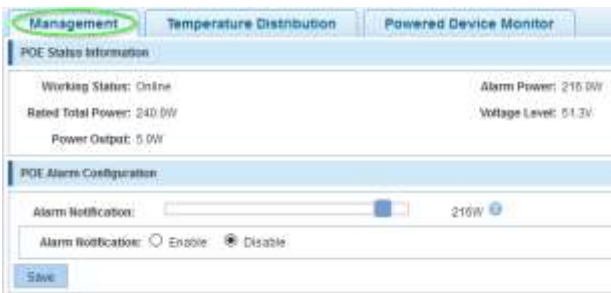 Management Temperature Distribution Powered Device Monitor
POE Status Information
Working Status: Online Alarm Power: 216.0W
Rated Total Power: 240.0W Voltage Level: 51.3V
Power Output: 5.0W
POE Alarm Configuration
Alarm Notification: 216W
Alarm Notification: Enable Disable
Save